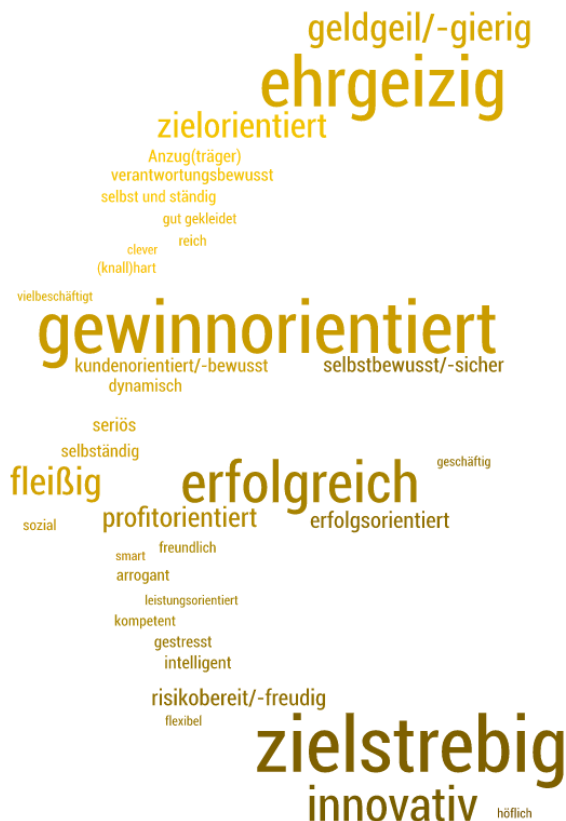 geldgeil/-gierig
ehrgeizig
zielorientiert
Anzug(träger)
verantwortungsbewusst
selbst und ständig
gut gekleidet
reich
clever
(knall)hart
vielbeschäftigt
gewinnorientiert
kundenorientiert/-bewusst selbstbewusst/-sicher
dynamisch
seriös
selbständig
geschäftig
fleißig erfolgreich
profitorientiert erfolgsorientiert
sozial
freundlich
smart
arrogant
leistungsorientiert
kompetent
gestresst
intelligent
risikobereit/-freudig
flexibel
zielstrebig
innovativ höflich